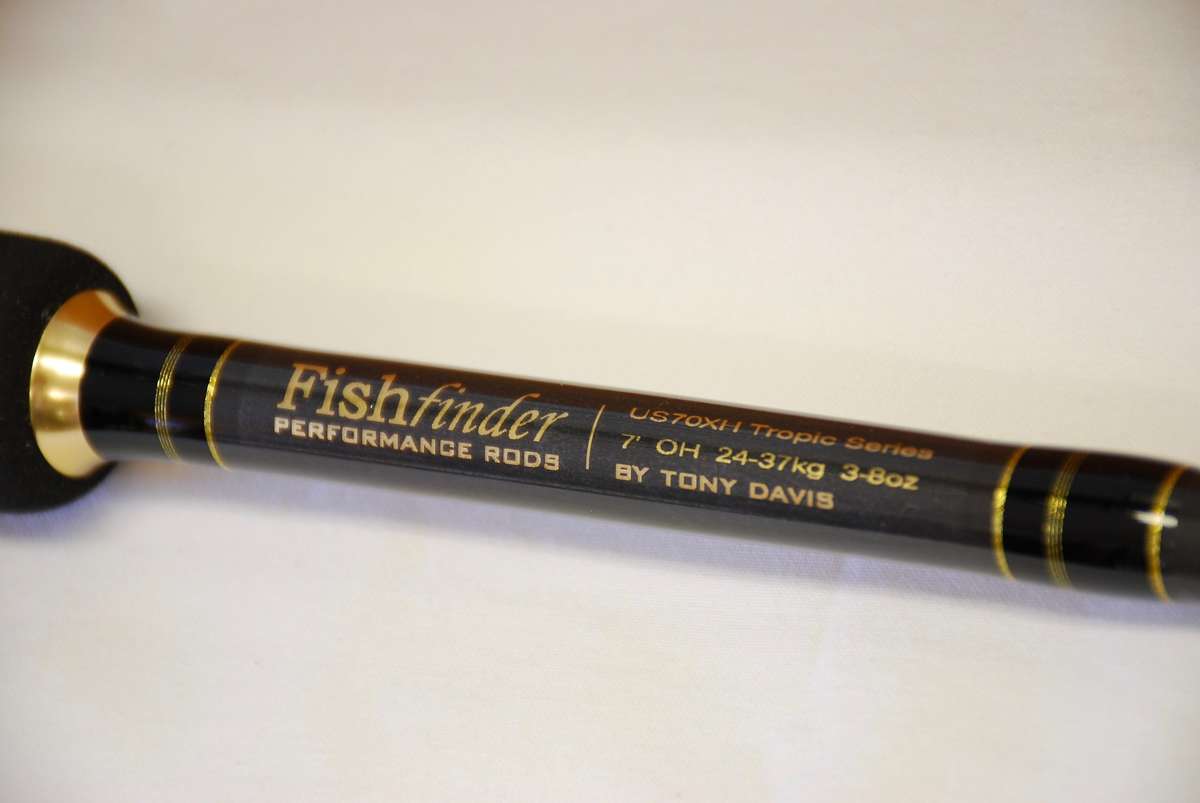 Fishfinder
PERFORMANCE RODS
US70XH Tropic Series
7' OH 24-37kg 3-8oz
BY TONY DAVIS